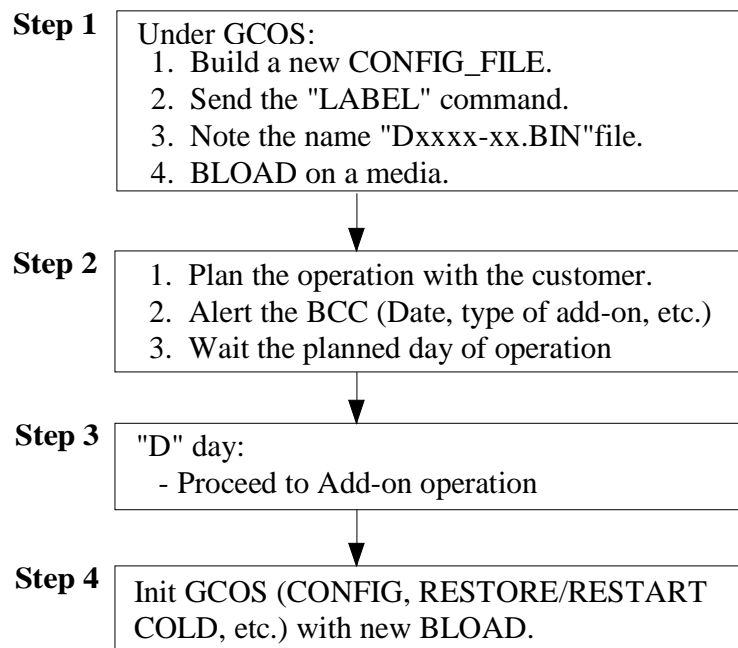 Step 1
Under GCOS:
1. Build a new CONFIG_FILE.
2. Send the "LABEL" command.
3. Note the name "Dxxxx-xx.BIN"file.
4. BLOAD on a media.
Step 2
1. Plan the operation with the customer.
2. Alert the BCC (Date, type of add-on, etc.)
3. Wait the planned day of operation
Step 3
"D" day:
- Proceed to Add-on operation
Step 4
Init GCOS (CONFIG, RESTORE/RESTART
COLD, etc.) with new BLOAD.